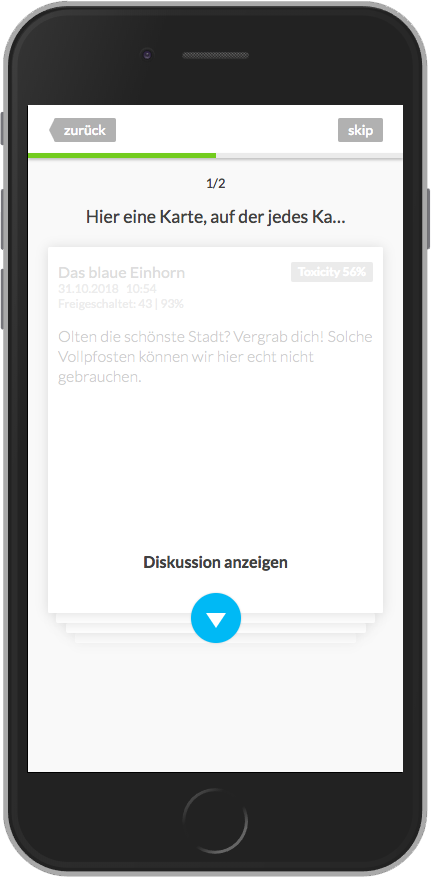 zurück
skip
1/2
Hier eine Karte, auf der jedes Ka...
Das blaue Einhorn
Toxicity 56%
31.10.2018 10:54
Freigeschaltet: 43 | 93%
Olten die schönste Stadt? Vergrab dich! Solche
Vollpfosten können wir hier echt nicht
gebrauchen.
Diskussion anzeigen